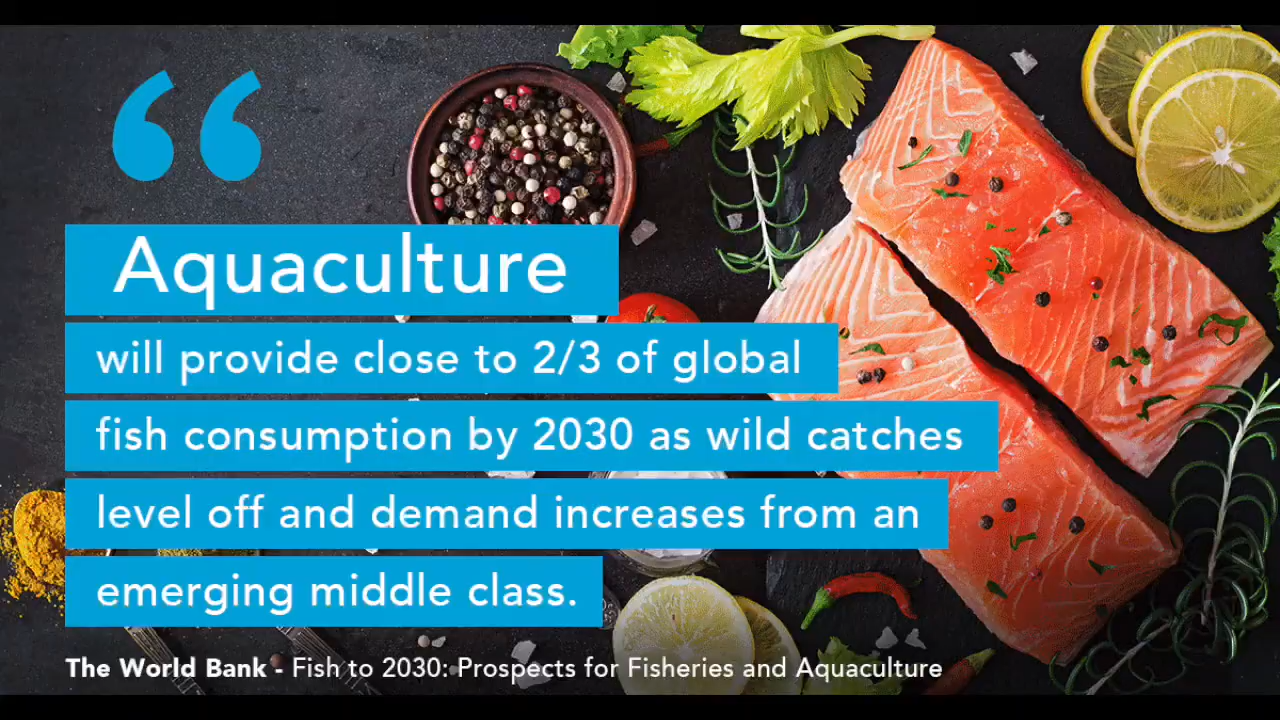 “
Aquaculture
will provide close to 2/3 of global
fish consumption by 2030 as wild catches
level off and demand increases from an
emerging middle class.
The World Bank - Fish to 2030: Prospects for Fisheries and Aquaculture